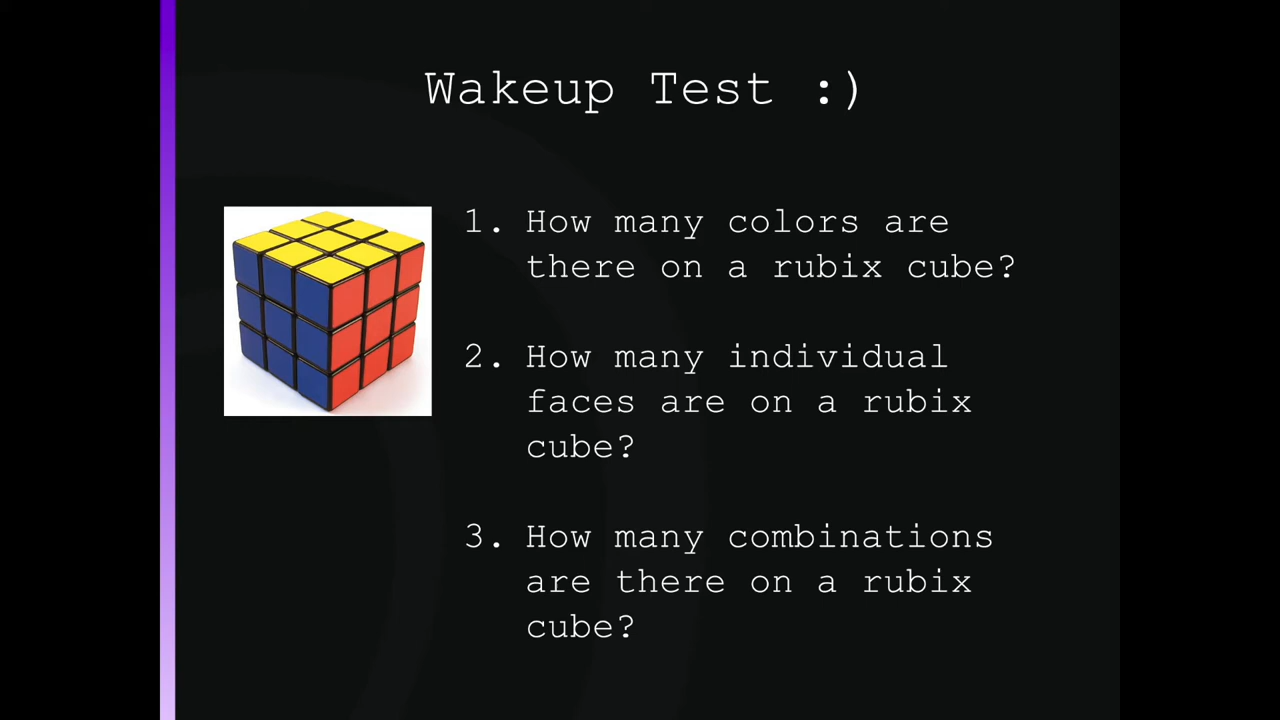 Wakeup Test :)
1. How many colors are
there on a rubix cube?
2. How many individual
faces are on a rubix
cube?
3. How many combinations
are there on a rubix
cube?